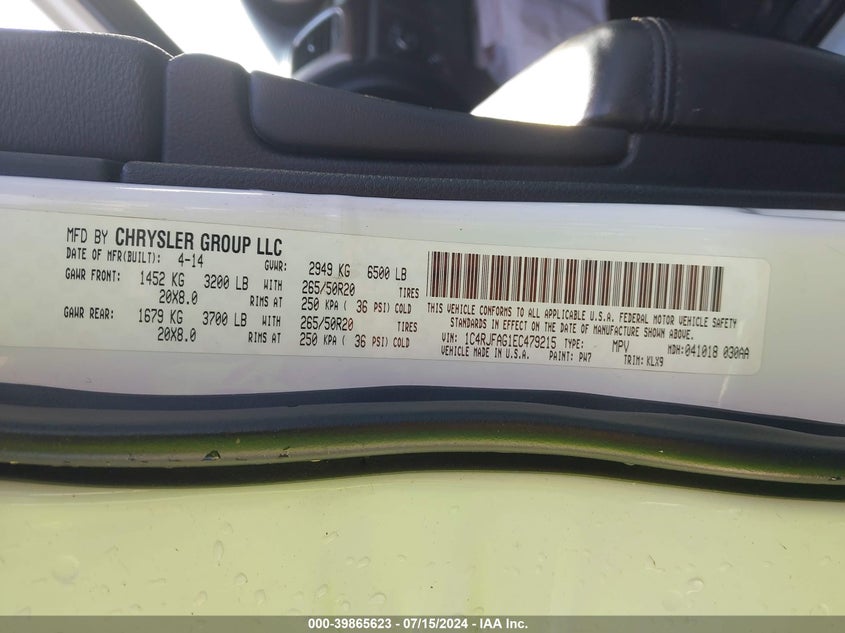 MFD BY CHRYSLER GROUP LLC
DATE OF MFR(BUILT): 4-14 GVWR: 2949 KG 6500 LB
GAWR FRONT: 1452 KG 3200 LB WITH 265/50R20 TIRES
20X8.0 RIMS AT 250 KPA ( 36 PSI) COLD
GAWR REAR: 1679 KG 3700 LB WITH 265/50R20 TIRES
20X8.0 RIMS AT 250 KPA ( 36 PSI) COLD
THIS VEHICLE CONFORMS TO ALL APPLICABLE U.S.A. FEDERAL MOTOR VEHICLE SAFETY
STANDARDS IN EFFECT ON THE DATE OF MANUFACTURE SHOWN ABOVE.
VIN: 1C4RJFAG1EC479215 TYPE: MPV MDH: 041018 030AA
VEHICLE MADE IN U.S.A. PAINT: PW7 TRIM: KLX9
000-39865623 - 07/15/2024 - IAA Inc.